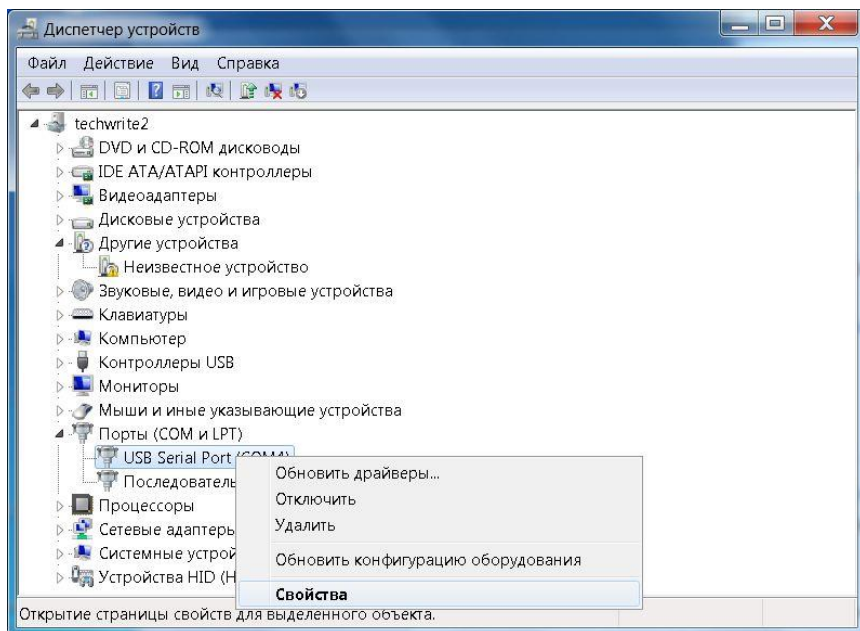 Диспетчер устройств
Файл Действие Вид Справка
techwrite2
DVD и CD-ROM дисководы
IDE ATA/ATAPI контроллеры
Видеоадаптеры
Дисковые устройства
Другие устройства
Неизвестное устройство
Звуковые, видео и игровые устройства
Клавиатуры
Компьютер
Контроллеры USB
Мониторы
Мыши и иные указывающие устройства
Порты (COM и LPT)
USB Serial Port (COM4)
Последователь
Процессоры
Сетевые адаптеры
Системные устрой
Устройства HID (H
Обновить драйверы...
Отключить
Удалить
Обновить конфигурацию оборудования
Свойства
Открытие страницы свойств для выделенного объекта.